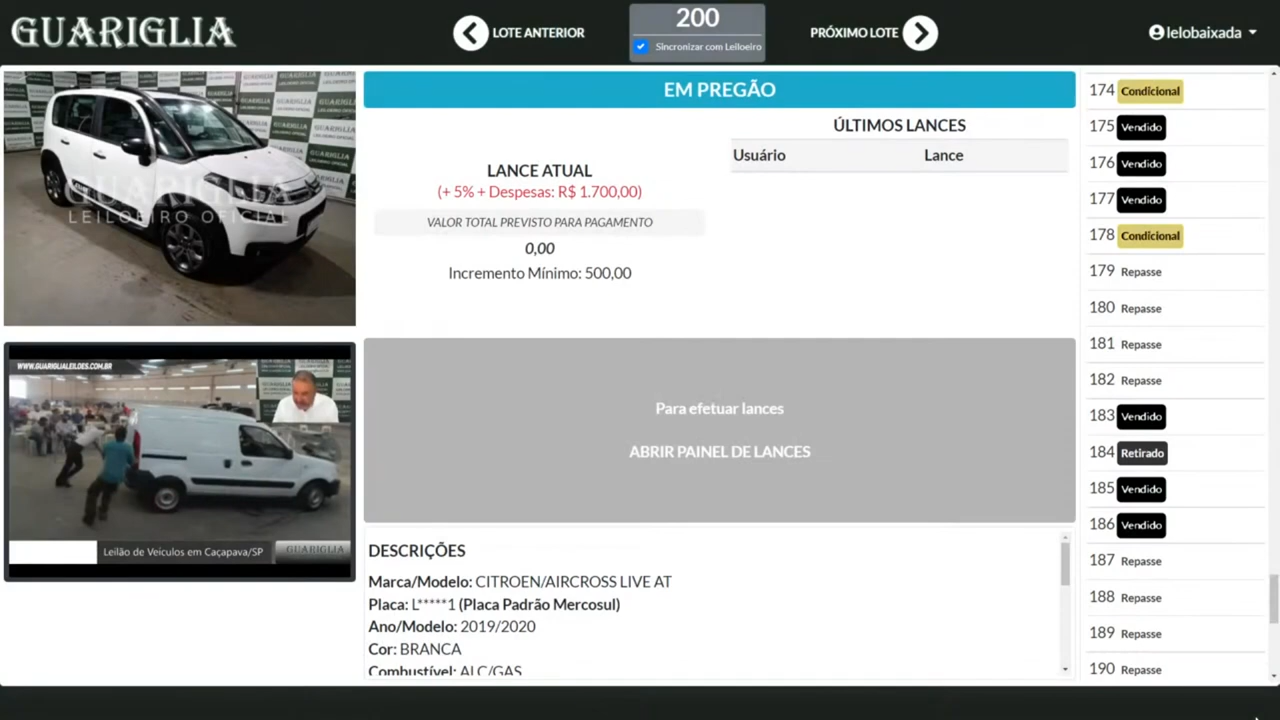 GUARIGLIA
LOTE ANTERIOR
200
Sincronizar com Leiloeiro
PRÓXIMO LOTE
lelobaixada
GUARIGLIA
LEILOEIRO OFICIAL
EM PREGÃO
LANCE ATUAL
(+ 5% + Despesas: R$ 1.700,00)
VALOR TOTAL PREVISTO PARA PAGAMENTO
0,00
Incremento Mínimo: 500,00
ÚLTIMOS LANCES
Usuário Lance
WWW.GUARIGLIALEILOES.COM.BR
Leilão de Veículos em Caçapava/SP
GUARIGLIA
Para efetuar lances
ABRIR PAINEL DE LANCES
DESCRIÇÕES
Marca/Modelo: CITROEN/AIRCROSS LIVE AT
Placa: L*****1 (Placa Padrão Mercosul)
Ano/Modelo: 2019/2020
Cor: BRANCA
Combustível: ALC/GAS
174 Condicional
175 Vendido
176 Vendido
177 Vendido
178 Condicional
179 Repasse
180 Repasse
181 Repasse
182 Repasse
183 Vendido
184 Retirado
185 Vendido
186 Vendido
187 Repasse
188 Repasse
189 Repasse
190 Repasse